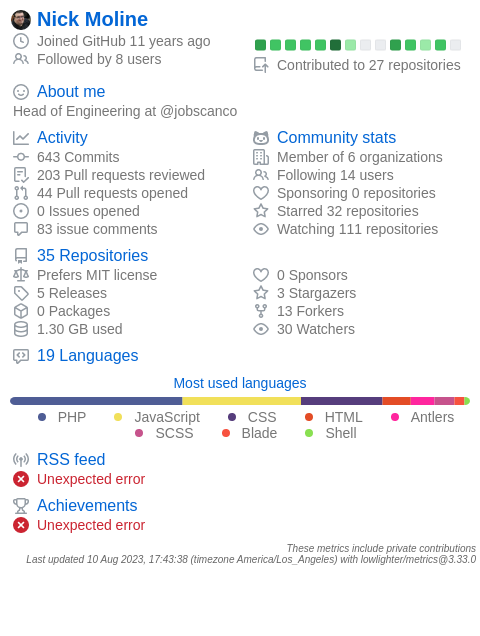 Nick Moline
Joined GitHub 11 years ago
Followed by 8 users
Contributed to 27 repositories
About me
Head of Engineering at @jobscanco
Activity
643 Commits
203 Pull requests reviewed
44 Pull requests opened
0 Issues opened
83 issue comments
Community stats
Member of 6 organizations
Following 14 users
Sponsoring 0 repositories
Starred 32 repositories
Watching 111 repositories
35 Repositories
Prefers MIT license
5 Releases
0 Packages
1.30 GB used
0 Sponsors
3 Stargazers
13 Forkers
30 Watchers
19 Languages
Most used languages
PHP JavaScript CSS HTML Antlers
SCSS Blade Shell
RSS feed
Unexpected error
Achievements
Unexpected error
These metrics include private contributions
Last updated 10 Aug 2023, 17:43:38 (timezone America/Los_Angeles) with lowlighter/metrics@3.33.0